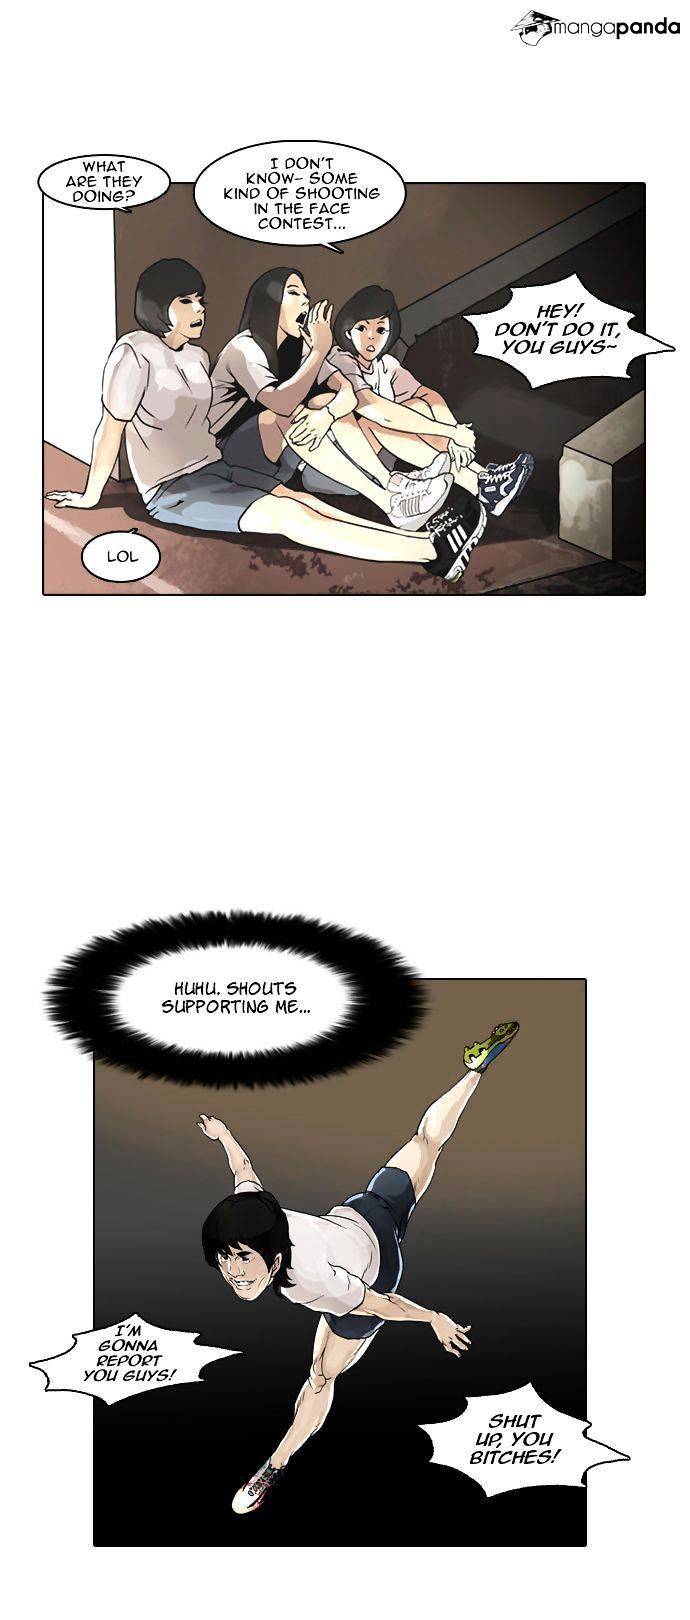 mangapanda
WHAT
ARE THEY
DOING?
I DON'T
KNOW- SOME
KIND OF SHOOTING
IN THE FACE
CONTEST...
HEY!
DON'T DO IT,
YOU GUYS~
LOL
HUHU. SHOUTS
SUPPORTING ME...
I'M
GONNA
REPORT
YOU GUYS!
SHUT
UP, YOU
BITCHES!